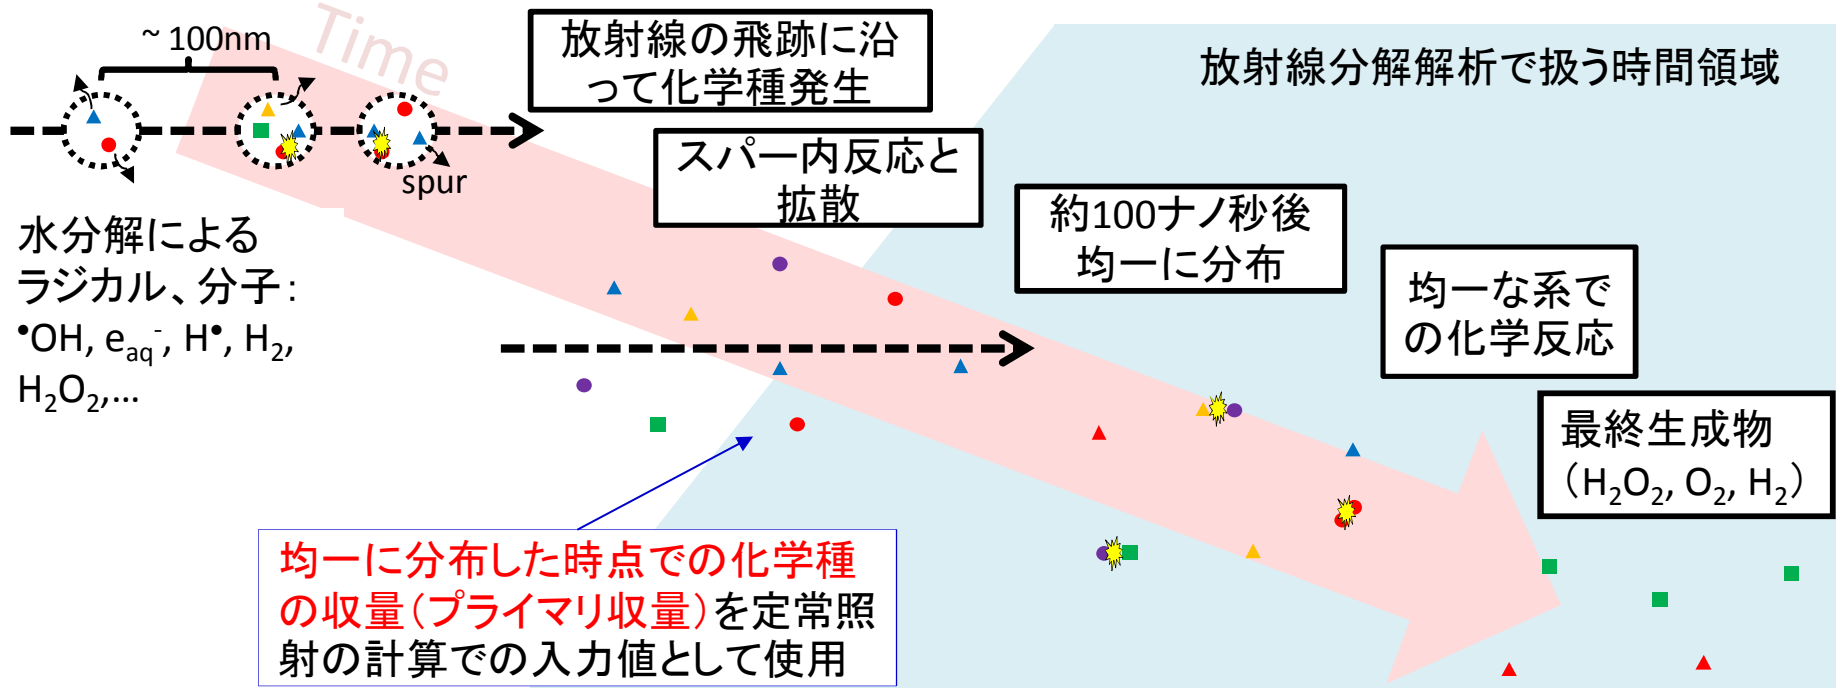 ~ 100nm
Time
放射線の飛跡に沿
って化学種発生
放射線分解解析で扱う時間領域
スパー内反応と
拡散
spur
約100ナノ秒後
均一に分布
水分解による
ラジカル、分子:
•OH, eaq-, H•, H2,
H2O2,...
均一な系で
の化学反応
最終生成物
（H2O2, O2, H2）
均一に分布した時点での化学種
の収量（プライマリ収量）を定常照
射の計算での入力値として使用